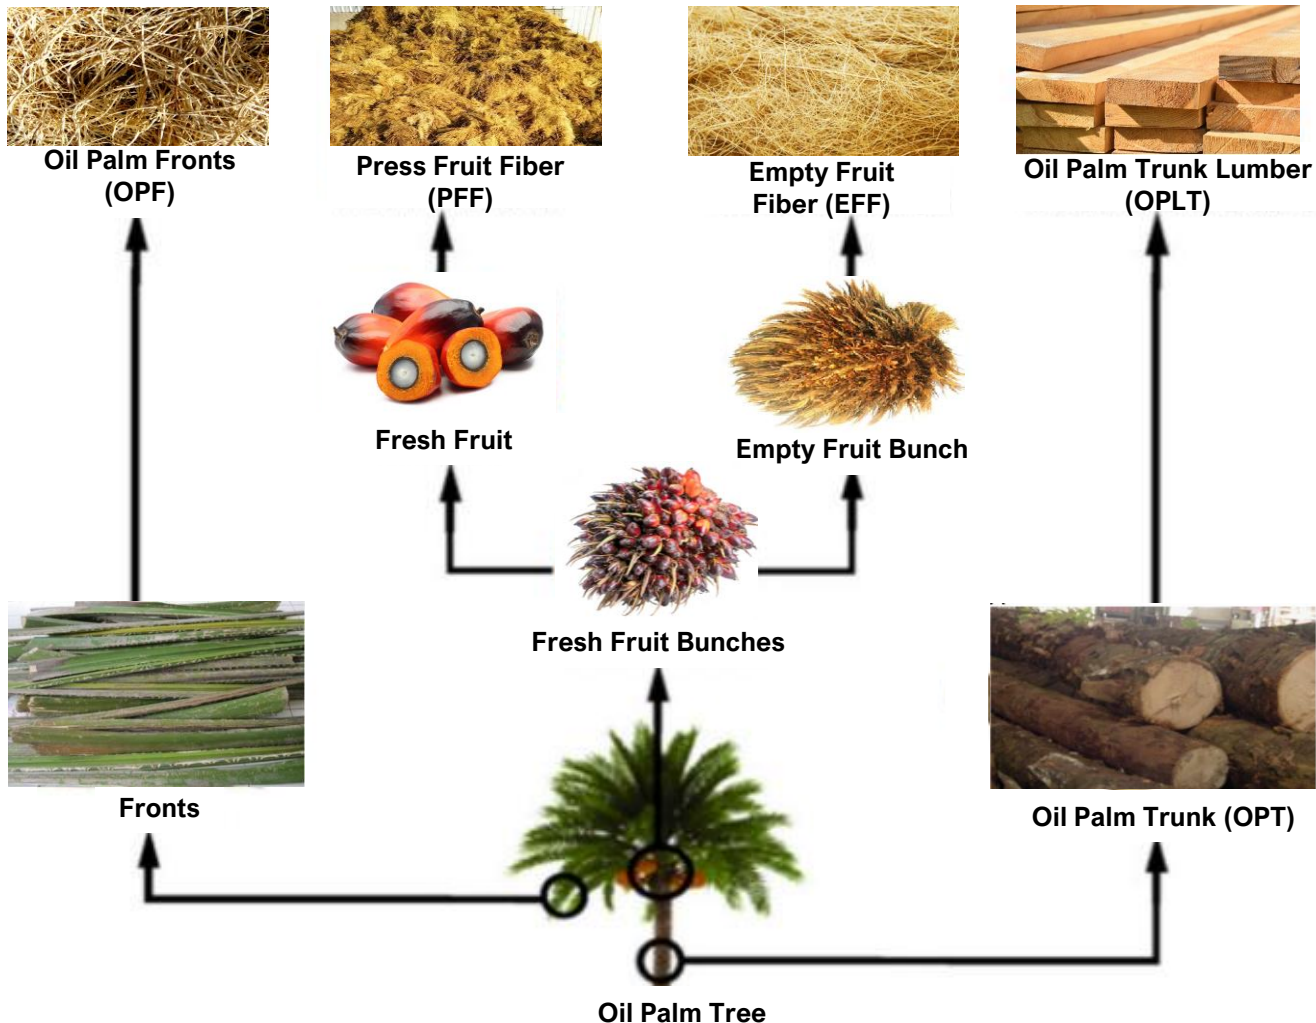 Oil Palm Fronts
(OPF)
Press Fruit Fiber
(PFF)
Empty Fruit
Fiber (EFF)
Oil Palm Trunk Lumber
(OPLT)
Fresh Fruit
Empty Fruit Bunch
Fresh Fruit Bunches
Fronts
Oil Palm Trunk (OPT)
Oil Palm Tree